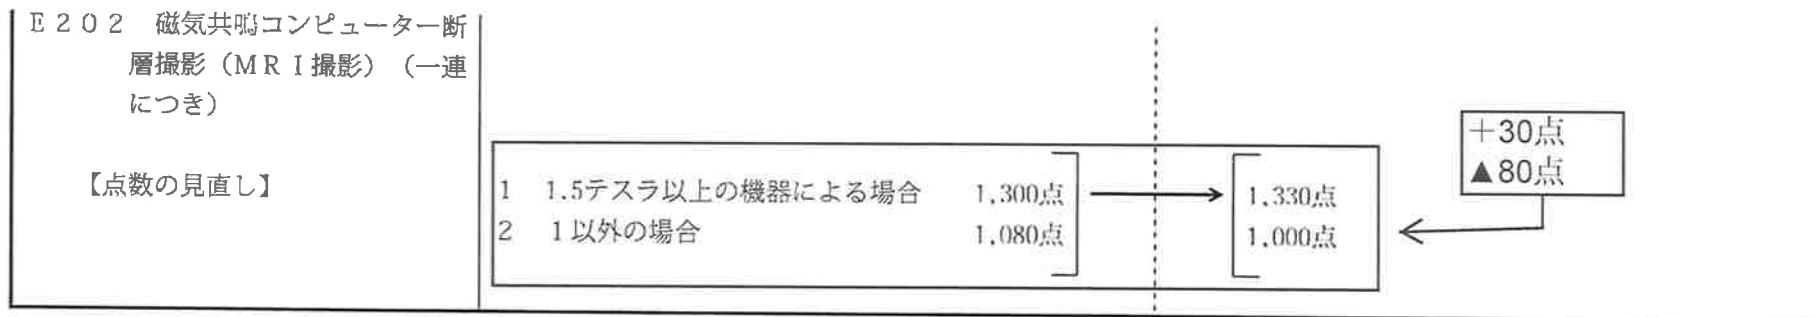 E202 磁気共鳴コンピューター断
層撮影(MRI撮影)(一連
につき)
【点数の見直し】
1 1.5テスラ以上の機器による場合 1,300点 1,330点
2 1以外の場合 1,080点 1,000点
+30点
▲80点